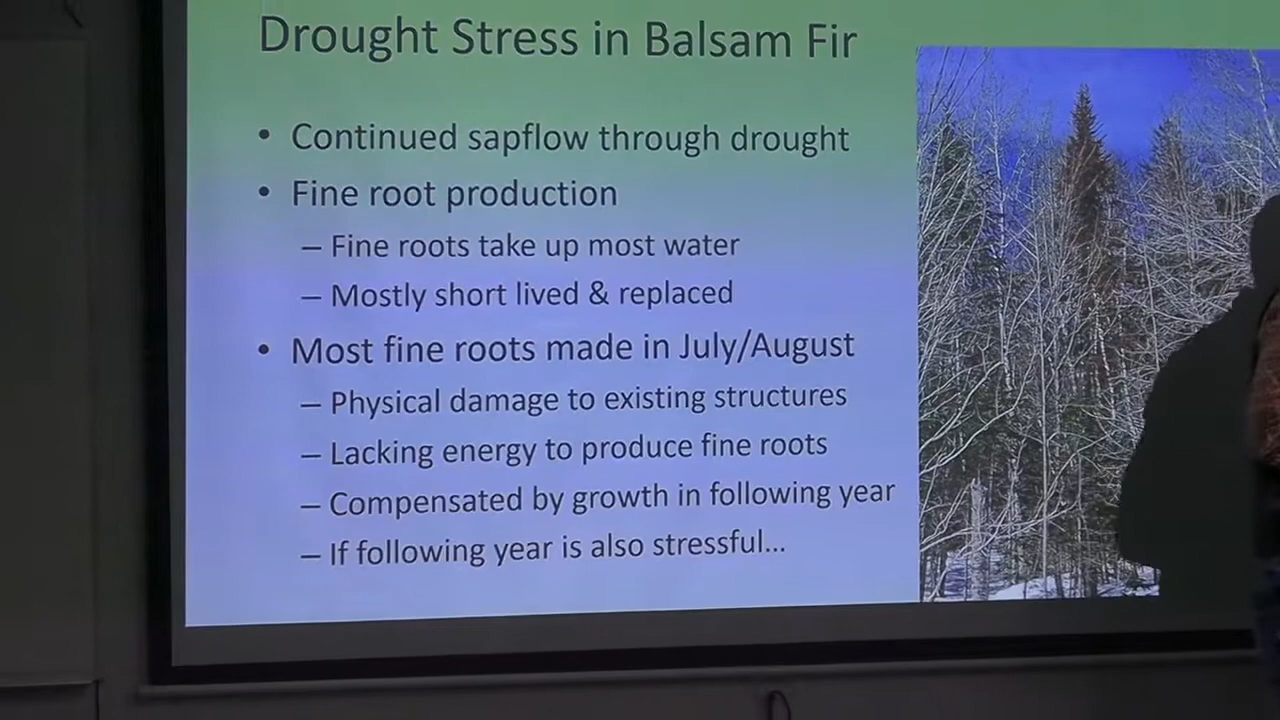 Drought Stress in Balsam Fir
• Continued sapflow through drought
• Fine root production
– Fine roots take up most water
– Mostly short lived & replaced
• Most fine roots made in July/August
– Physical damage to existing structures
– Lacking energy to produce fine roots
– Compensated by growth in following year
– If following year is also stressful...